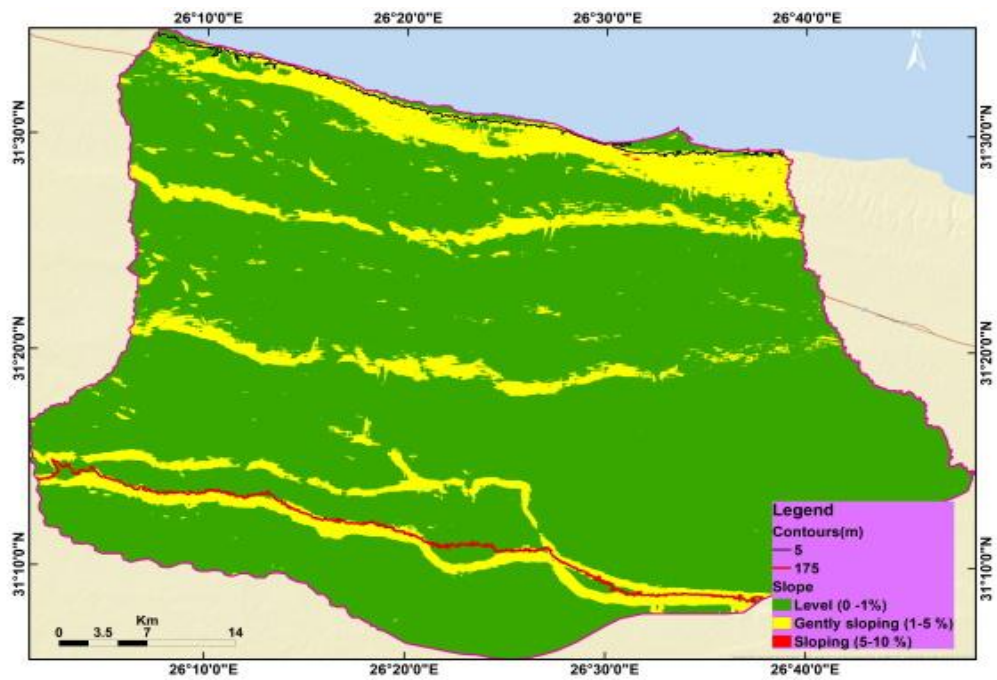 26°10'0"E 26°20'0"E 26°30'0"E 26°40'0"E
N
31°30'0"N 31°30'0"N
31°20'0"N 31°20'0"N
31°10'0"N 31°10'0"N
Legend
Contours(m)
5
175
Slope
Level (0 -1%)
Gently sloping (1-5 %)
Sloping (5-10 %)
Km
0 3.5 7 14
26°10'0"E 26°20'0"E 26°30'0"E 26°40'0"E